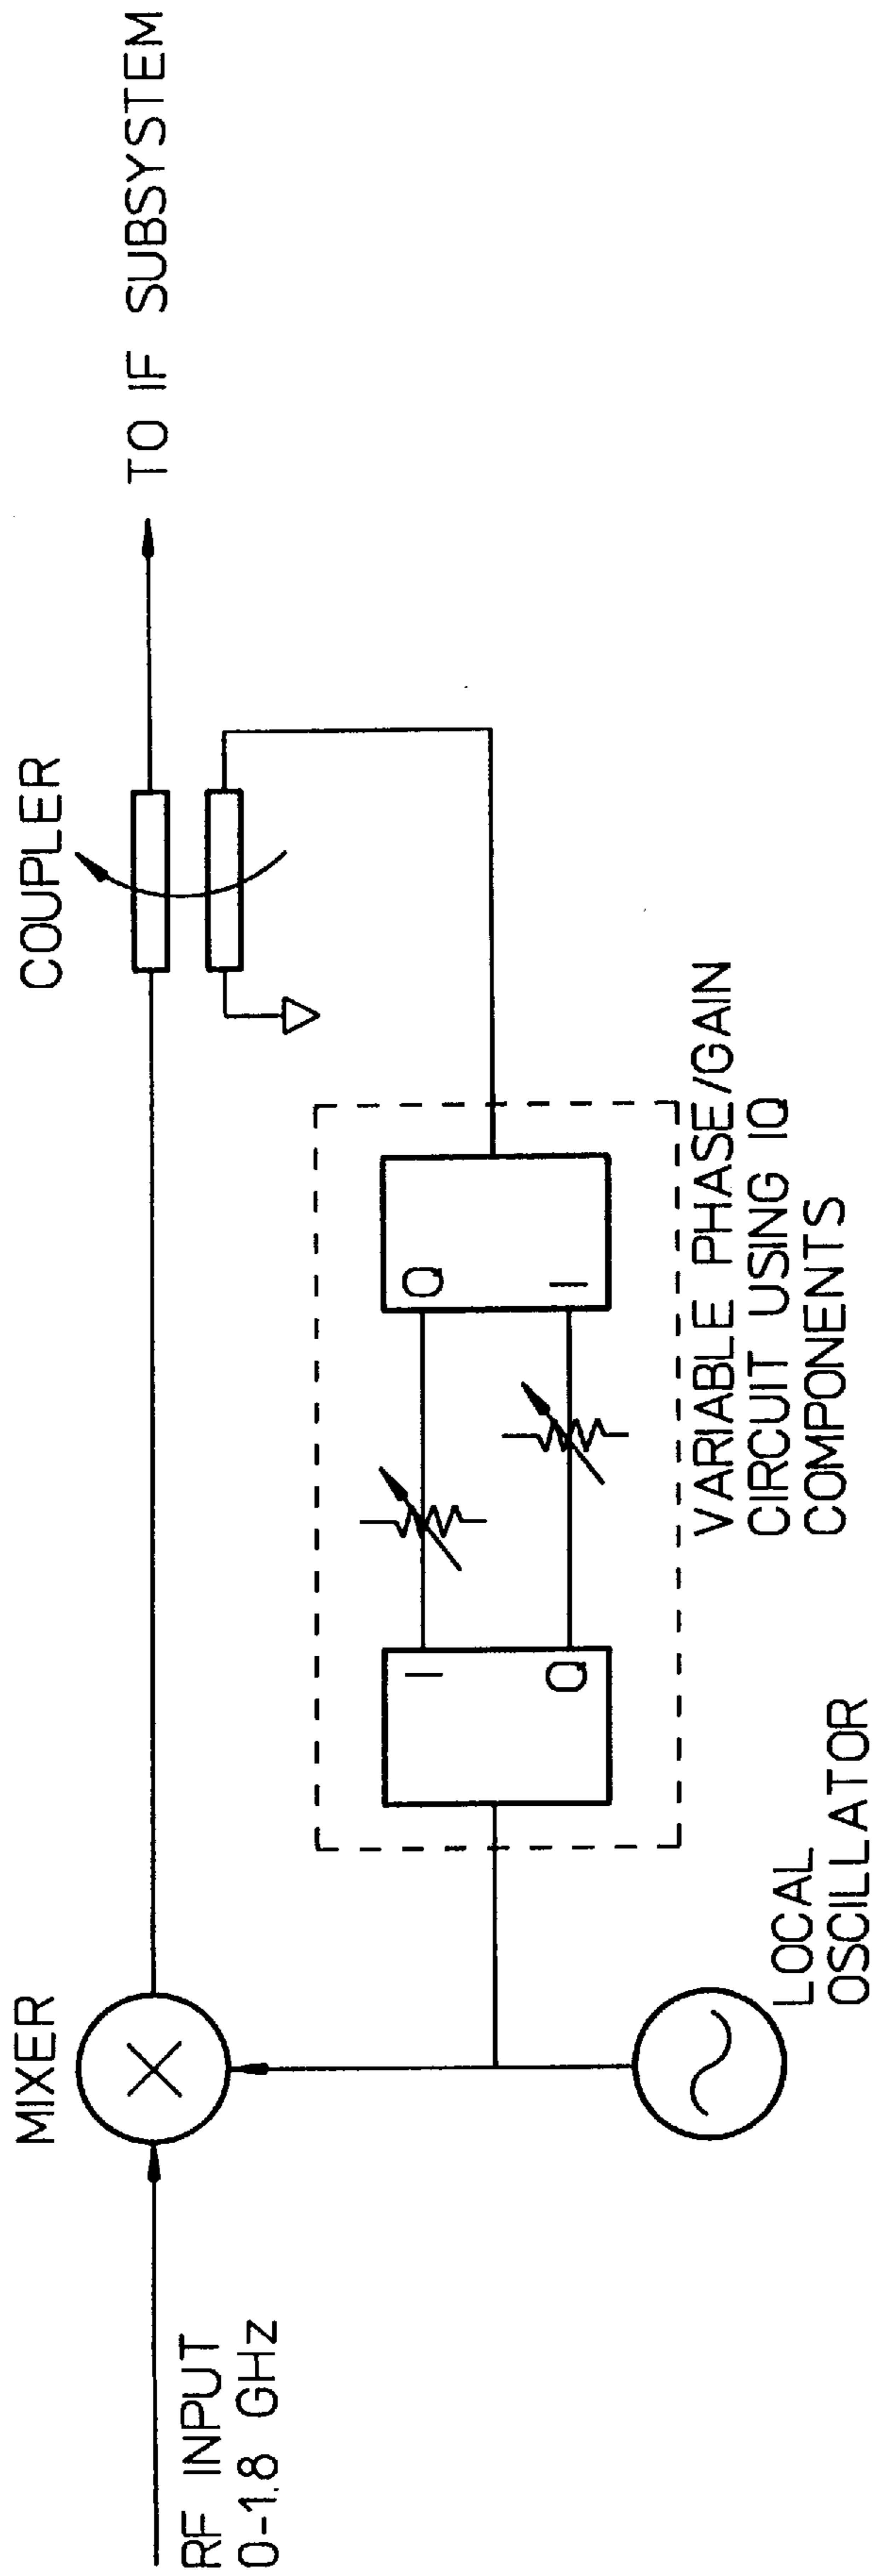 MIXER
COUPLER
TO IF SUBSYSTEM
RF INPUT
0-1.8 GHz
I
Q
Q
I
LOCAL
OSCILLATOR
VARIABLE PHASE/GAIN
CIRCUIT USING IQ
COMPONENTS